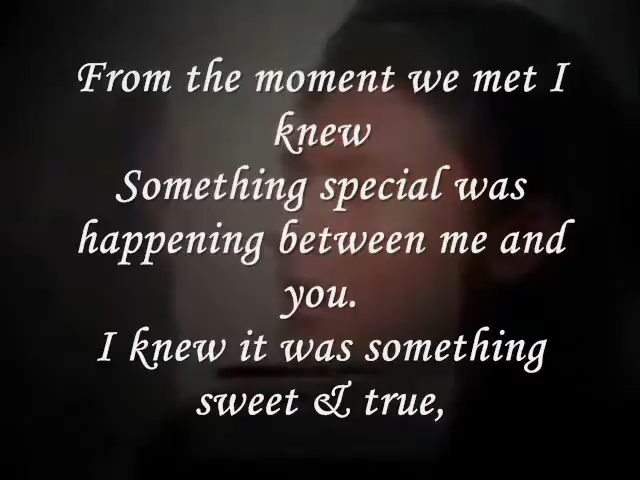 From the moment we met I
knew
Something special was
happening between me and
you.
I knew it was something
sweet & true,